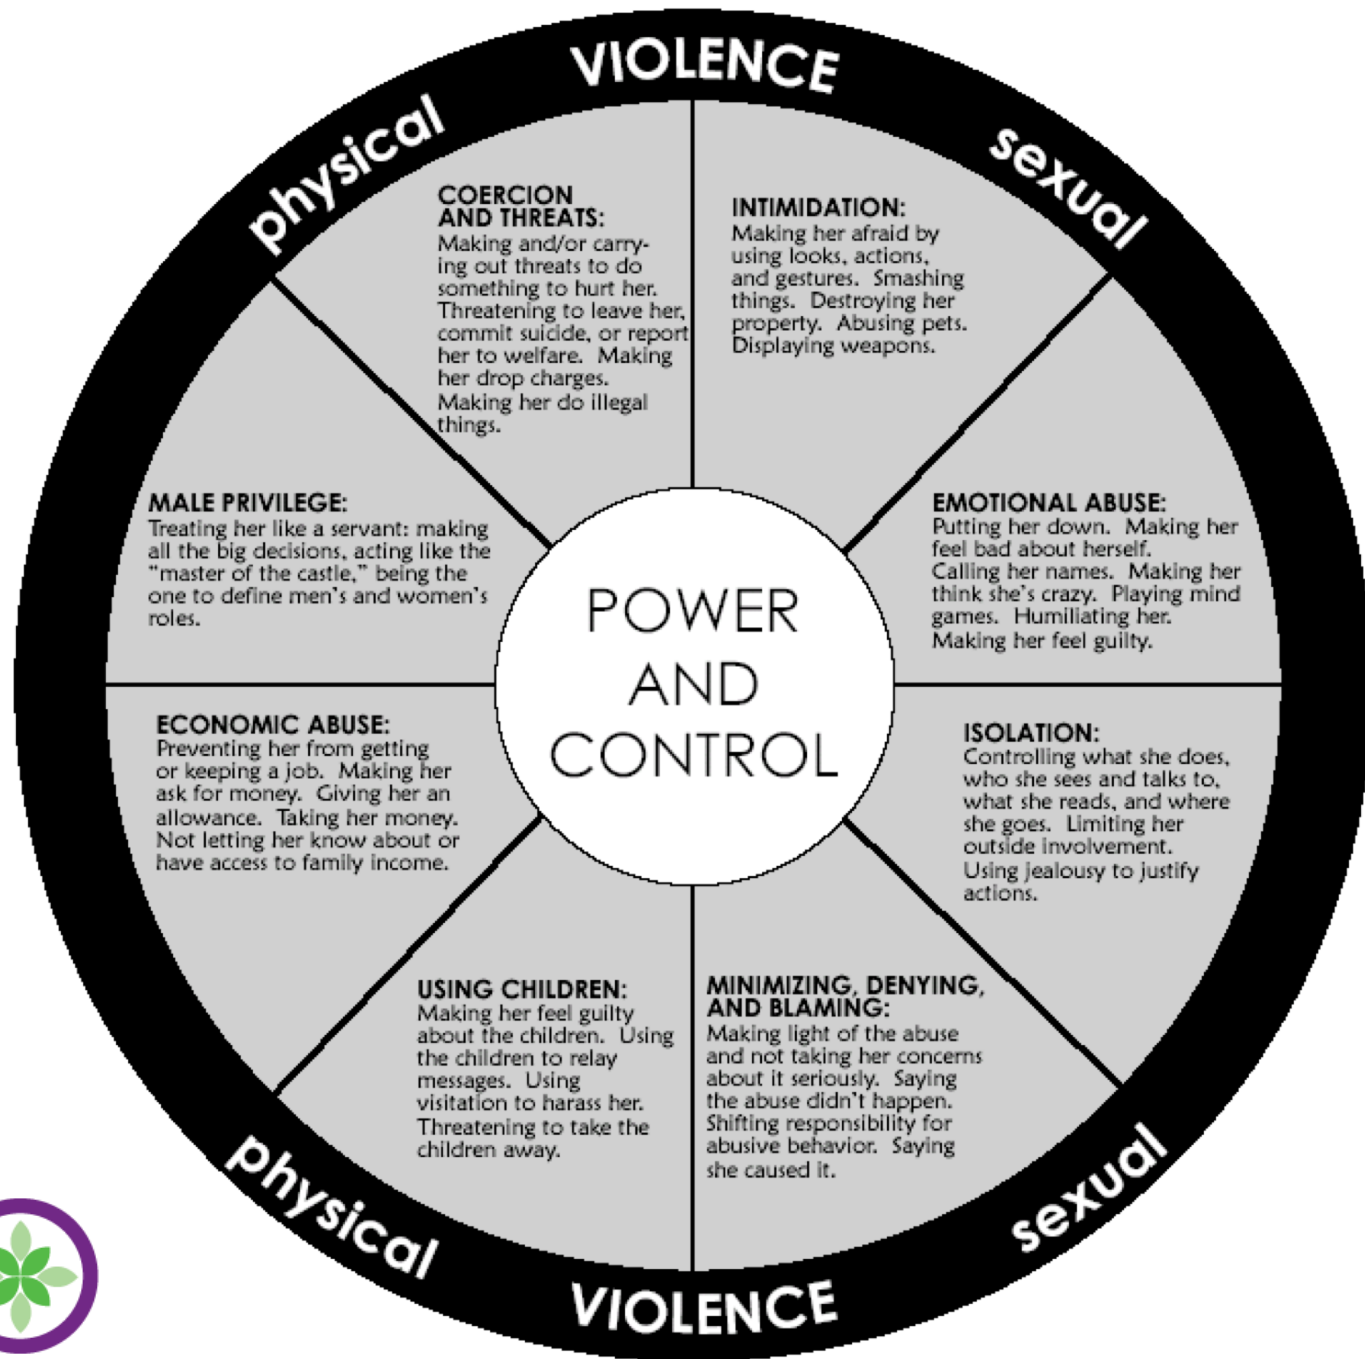 VIOLENCE
physical
sexual
COERCION
AND THREATS:
Making and/or carry-
ing out threats to do
something to hurt her.
Threatening to leave her,
commit suicide, or report
her to welfare. Making
her drop charges.
Making her do illegal
things.
INTIMIDATION:
Making her afraid by
using looks, actions,
and gestures. Smashing
things. Destroying her
property. Abusing pets.
Displaying weapons.
MALE PRIVILEGE:
Treating her like a servant: making
all the big decisions, acting like the
"master of the castle," being the
one to define men's and women's
roles.
EMOTIONAL ABUSE:
Putting her down. Making her
feel bad about herself.
Calling her names. Making her
think she's crazy. Playing mind
games. Humiliating her.
Making her feel guilty.
POWER
AND
CONTROL
ECONOMIC ABUSE:
Preventing her from getting
or keeping a job. Making her
ask for money. Giving her an
allowance. Taking her money.
Not letting her know about or
have access to family income.
ISOLATION:
Controlling what she does,
who she sees and talks to,
what she reads, and where
she goes. Limiting her
outside involvement.
Using jealousy to justify
actions.
USING CHILDREN:
Making her feel guilty
about the children. Using
the children to relay
messages. Using
visitation to harass her.
Threatening to take the
children away.
MINIMIZING, DENYING,
AND BLAMING:
Making light of the abuse
and not taking her concerns
about it seriously. Saying
the abuse didn't happen.
Shifting responsibility for
abusive behavior. Saying
she caused it.
physical
sexual
VIOLENCE